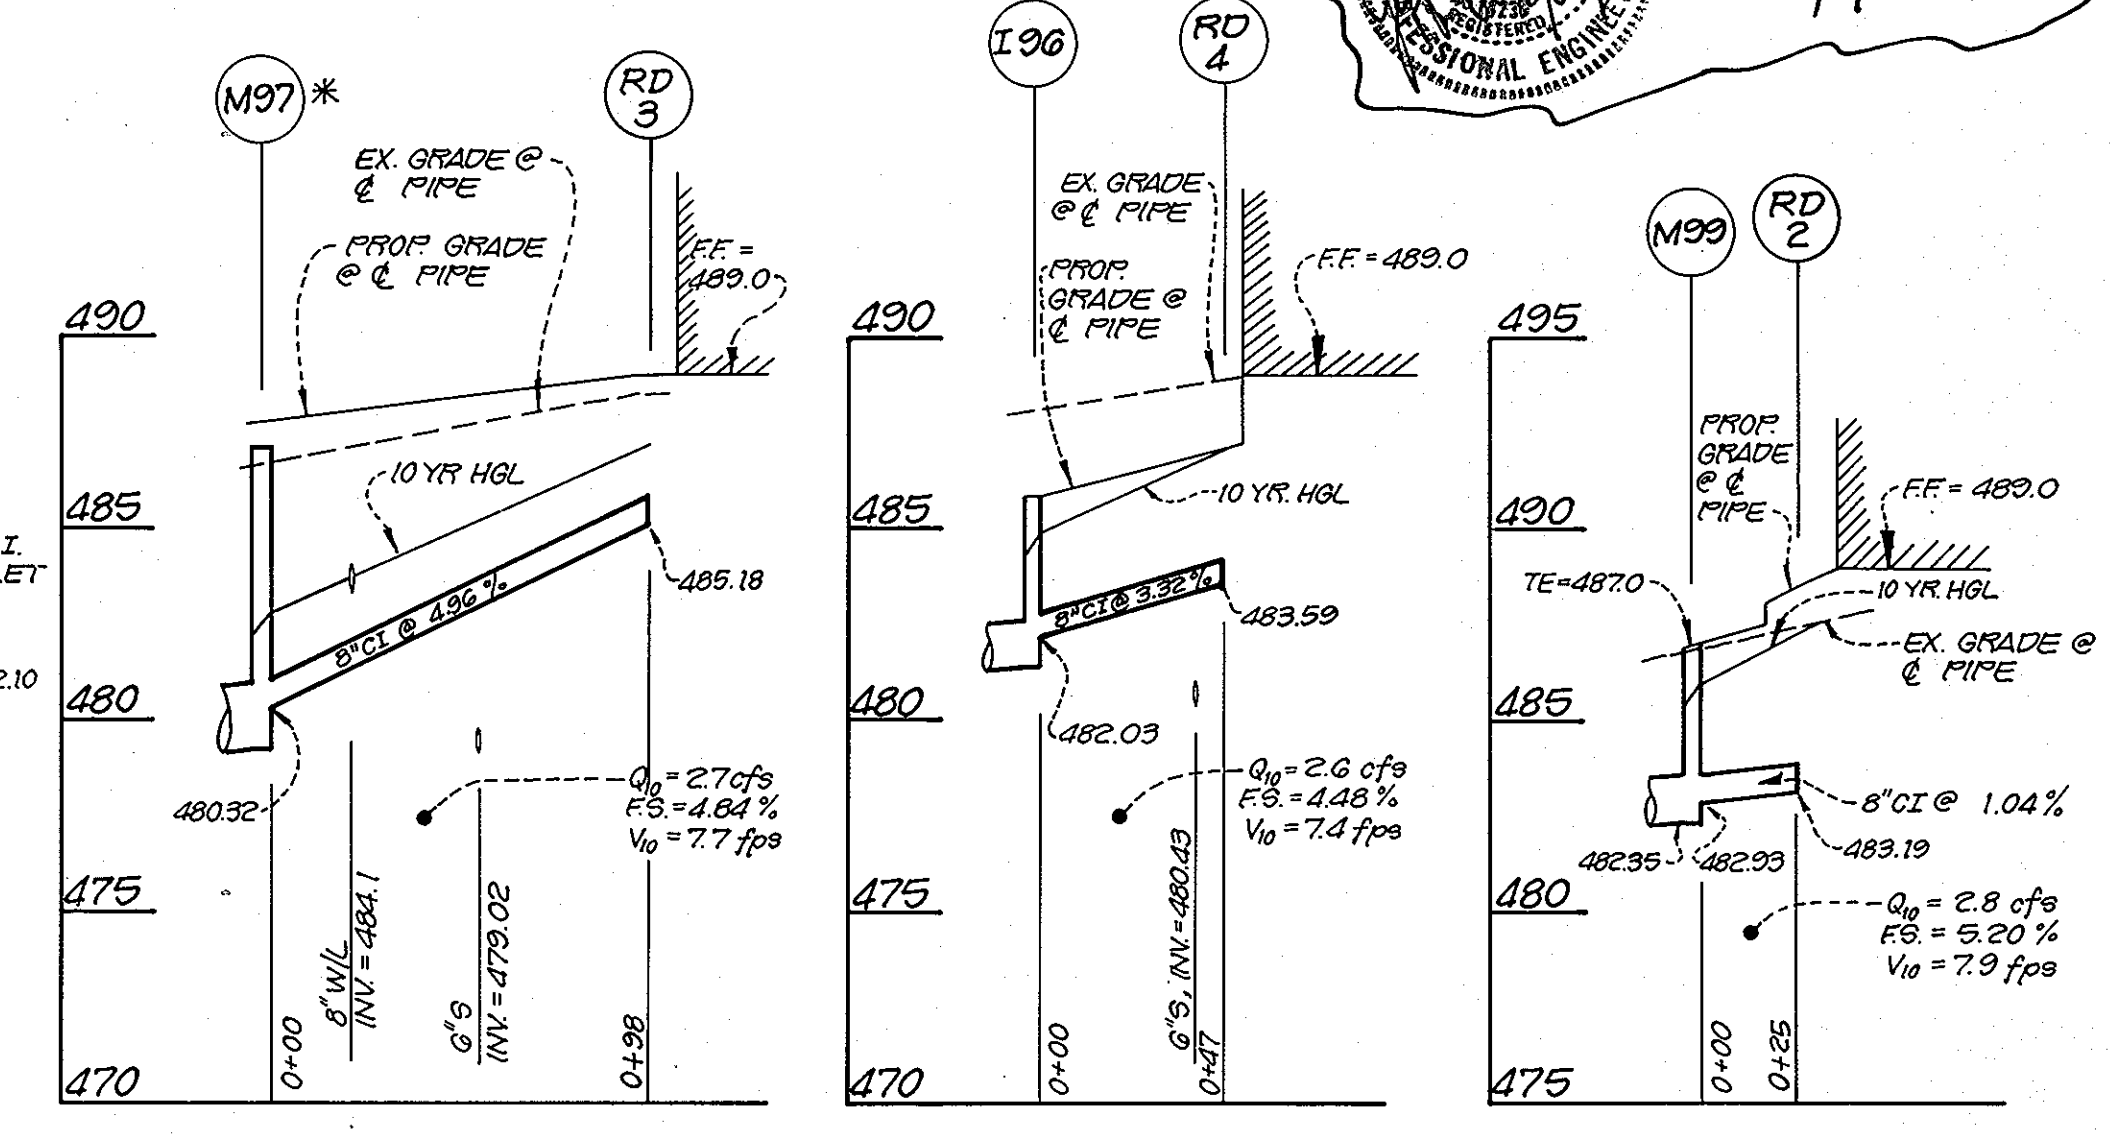 M97 *
RD
3
EX. GRADE @
℄ PIPE
PROP. GRADE
@ ℄ PIPE
F.F. =
489.0
490
10 YR HGL
485
485.18
8"CI @ 4.96 %
480
480.32
Q10 = 2.7cfs
F.S. = 4.84 %
V10 = 7.7 fps
475
8" W/L
INV. = 484.1
6"S
INV. = 479.02
0+00
0+98
470
I.
ET
2.10
I96
RD
4
EX. GRADE
@ ℄ PIPE
PROP.
GRADE @
℄ PIPE
F.F. = 489.0
490
10 YR. HGL
485
8"CI @ 3.32 %
483.59
480
482.03
Q10 = 2.6 cfs
F.S. = 4.48 %
V10 = 7.4 fps
475
6"S, INV. = 480.43
0+00
0+47
470
REGISTERED
ESSIONAL ENGINEE
M99
RD
2
495
PROP.
GRADE
@ ℄
PIPE
F.F. = 489.0
490
TE=487.0
10 YR. HGL
EX. GRADE @
℄ PIPE
485
8"CI @ 1.04 %
482.35
482.93
483.19
480
Q10 = 2.8 cfs
F.S. = 5.20 %
V10 = 7.9 fps
0+00
0+25
475